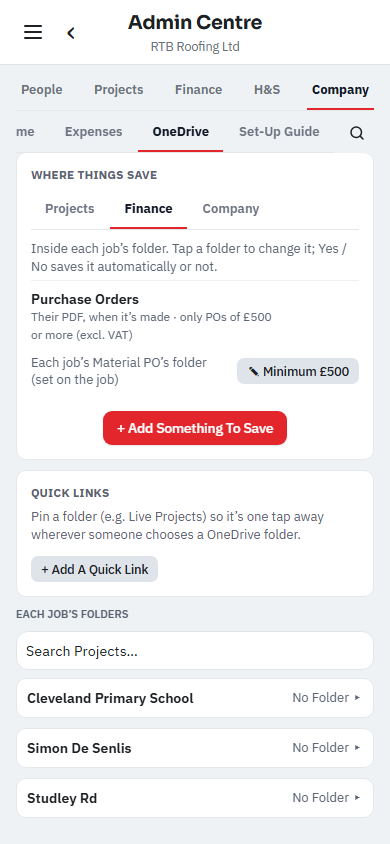 Admin Centre
RTB Roofing Ltd
People Projects Finance H&S Company
me Expenses OneDrive Set-Up Guide
WHERE THINGS SAVE
Projects Finance Company
Inside each job's folder. Tap a folder to change it; Yes /
No saves it automatically or not.
Purchase Orders
Their PDF, when it's made · only POs of £500
or more (excl. VAT)
Each job's Material PO's folder
(set on the job)
Minimum £500
+ Add Something To Save
QUICK LINKS
Pin a folder (e.g. Live Projects) so it's one tap away
wherever someone chooses a OneDrive folder.
+ Add A Quick Link
EACH JOB'S FOLDERS
Search Projects...
Cleveland Primary School No Folder ▸
Simon De Senlis No Folder ▸
Studley Rd No Folder ▸